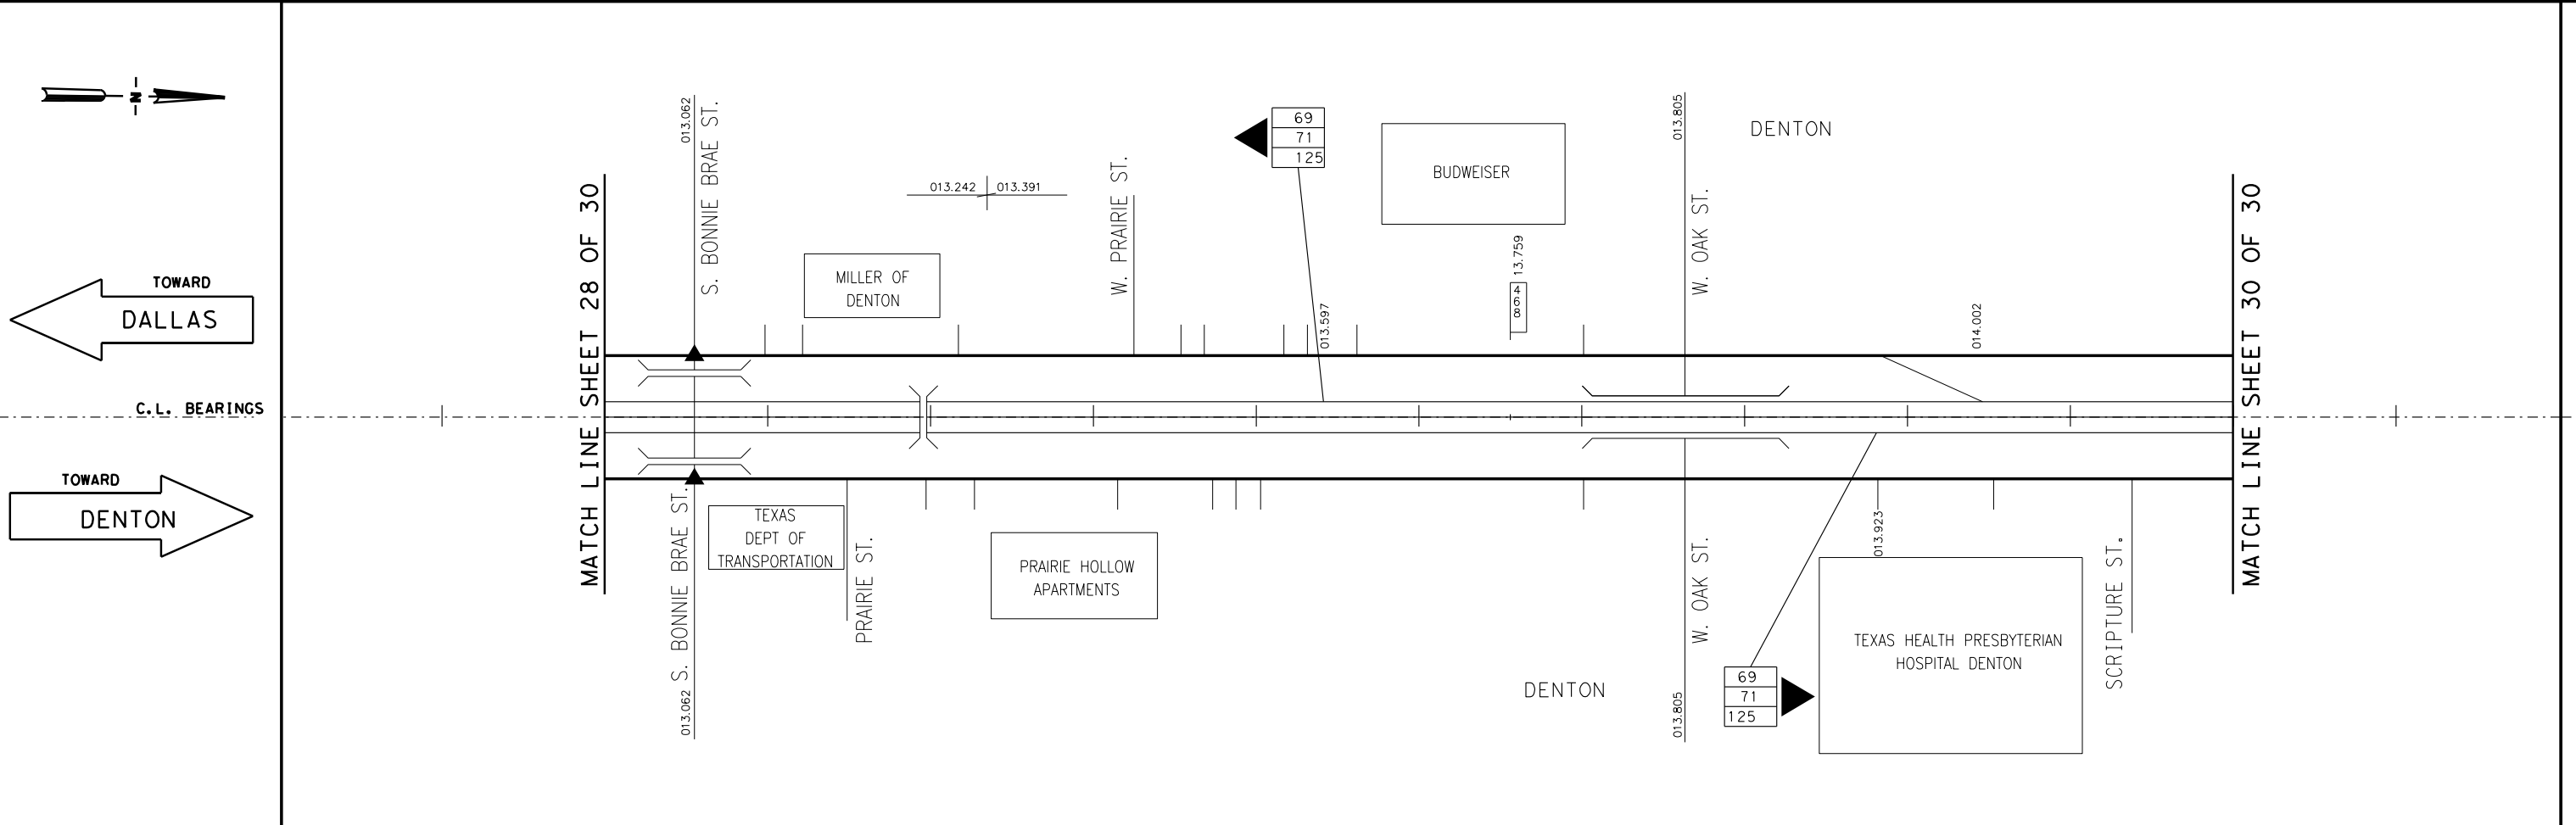 N
TOWARD
DALLAS
C.L. BEARINGS
TOWARD
DENTON
MATCH LINE SHEET 28 OF 30
013.062
S. BONNIE BRAE ST.
013.242 013.391
MILLER OF
DENTON
W. PRAIRIE ST.
69
71
125
013.597
BUDWEISER
13.759
4
6
8
013.805
W. OAK ST.
DENTON
014.002
MATCH LINE SHEET 30 OF 30
013.062 S. BONNIE BRAE ST.
TEXAS
DEPT OF
TRANSPORTATION
PRAIRIE ST.
PRAIRIE HOLLOW
APARTMENTS
DENTON
013.805
W. OAK ST.
69
71
125
013.923
TEXAS HEALTH PRESBYTERIAN
HOSPITAL DENTON
SCRIPTURE ST.